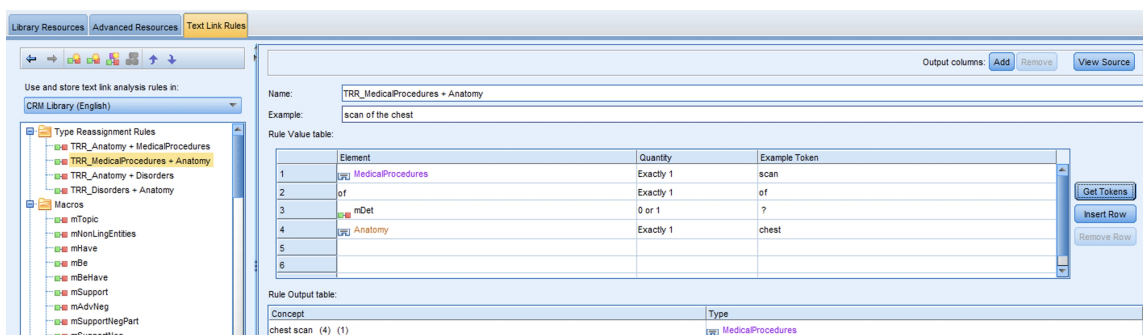 Library Resources Advanced Resources Text Link Rules
Output columns: Add Remove View Source
Use and store text link analysis rules in:
CRM Library (English)
Type Reassignment Rules
TRR_Anatomy + MedicalProcedures
TRR_MedicalProcedures + Anatomy
TRR_Anatomy + Disorders
TRR_Disorders + Anatomy
Macros
mTopic
mNonLingEntities
mHave
mBe
mBeHave
mSupport
mAdvNeg
mSupportNegPart
mSupportNeg
Name: TRR_MedicalProcedures + Anatomy
Example: scan of the chest
Rule Value table:
Element Quantity Example Token
1 MedicalProcedures Exactly 1 scan
2 of Exactly 1 of
3 mDet 0 or 1 ?
4 Anatomy Exactly 1 chest
5
6
Get Tokens
Insert Row
Remove Row
Rule Output table:
Concept Type
chest scan (4) (1) MedicalProcedures